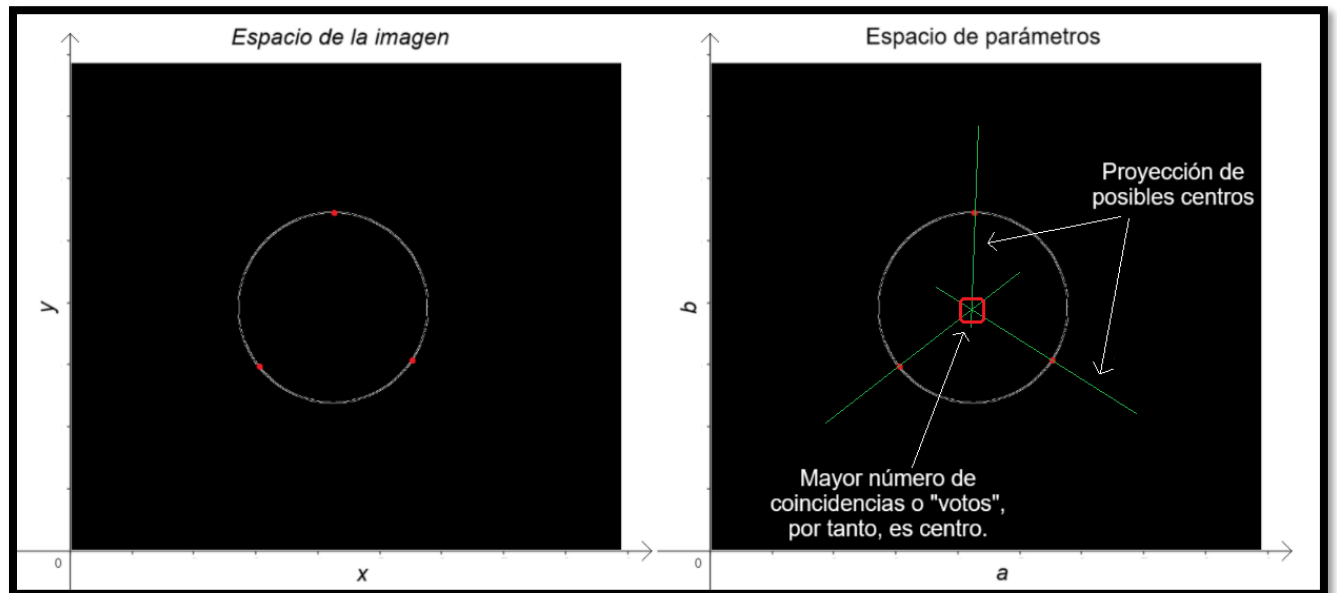 Espacio de la imagen
y
0
x
Espacio de parámetros
Proyección de
posibles centros
b
Mayor número de
coincidencias o "votos",
por tanto, es centro.
0
a